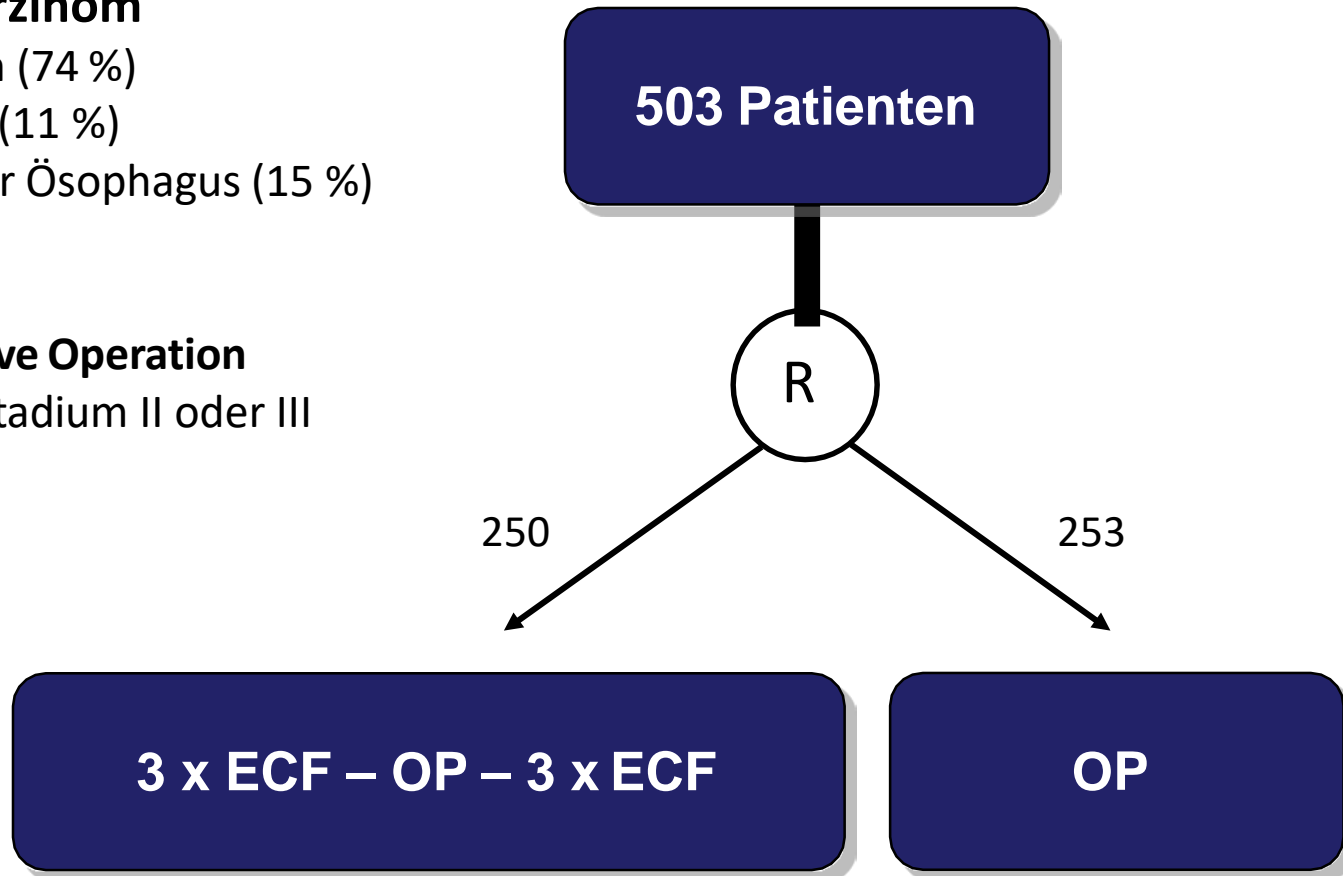 rzinom
(74 %)
(11 %)
r Ösophagus (15 %)
ve Operation
tadium II oder III
503 Patienten
R
250
253
3 x ECF – OP – 3 x ECF
OP